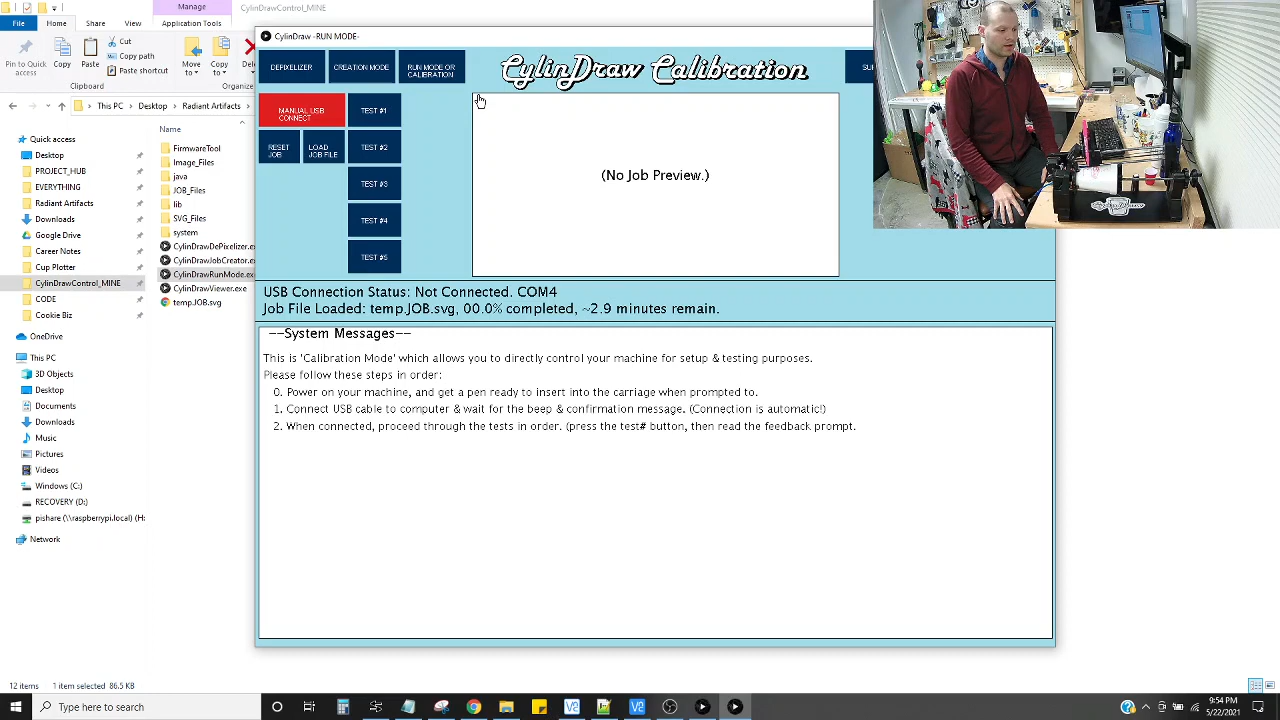 Manage
CylinDrawControl_MINE
File
Home
Share
View
Application Tools
Pin to Quick access
Copy
Paste
Cut
Copy path
Paste shortcut
Move to
Copy to
Clipboard
This PC
Desktop
Radiant Artifacts
Quick access
Desktop
PROJECT_HUB
EVERYTHING
Radiant Artifacts
Downloads
Google Drive
Career Notes
Cup Plotter
CylinDrawControl_MINE
CODE
Cookie Biz
OneDrive
This PC
3D Objects
Desktop
Documents
Downloads
Music
Pictures
Videos
Windows (C:)
RECOVERY (D:)
pishare (\\raspberrypi.local) (H:
Network
Name
FirmwareTool
Image_Files
java
JOB_Files
lib
SVG_Files
system
CylinDrawDePixelizer.ex
CylinDrawJobCreator.ex
CylinDrawRunMode.ex
CylinDrawViewer.exe
temp.JOB.svg
CylinDraw -RUN MODE-
DEPIXELIZER
CREATION MODE
RUN MODE OR CALIBRATION
CylinDraw Calibration
MANUAL USB CONNECT
TEST #1
RESET JOB
LOAD JOB FILE
TEST #2
TEST #3
TEST #4
TEST #5
(No Job Preview.)
USB Connection Status: Not Connected. COM4
Job File Loaded: temp.JOB.svg, 00.0% completed, ~2.9 minutes remain.
--System Messages--
This is 'Calibration Mode' which allows you to directly control your machine for setup & testing purposes.
Please follow these steps in order:
0. Power on your machine, and get a pen ready to insert into the carriage when prompted to.
1. Connect USB cable to computer & wait for the beep & confirmation message. (Connection is automatic!)
2. When connected, proceed through the tests in order. (press the test# button, then read the feedback prompt.
12 items
1 item selected 86.5 KB
Type here to search
9:54 PM
5/22/2021